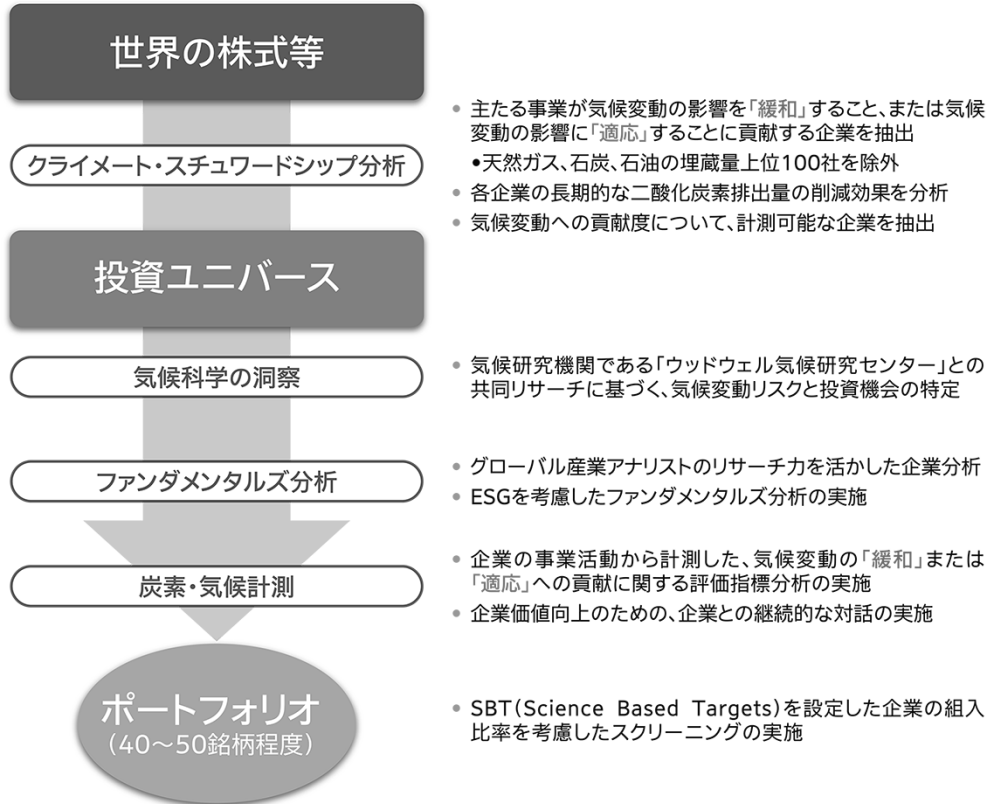 世界の株式等
• 主たる事業が気候変動の影響を「緩和」すること、または気候
変動の影響に「適応」することに貢献する企業を抽出
•天然ガス、石炭、石油の埋蔵量上位100社を除外
• 各企業の長期的な二酸化炭素排出量の削減効果を分析
• 気候変動への貢献度について、計測可能な企業を抽出
クライメート・スチュワードシップ分析
投資ユニバース
気候科学の洞察
• 気候研究機関である「ウッドウェル気候研究センター」との
共同リサーチに基づく、気候変動リスクと投資機会の特定
ファンダメンタルズ分析
• グローバル産業アナリストのリサーチ力を活かした企業分析
• ESGを考慮したファンダメンタルズ分析の実施
炭素・気候計測
• 企業の事業活動から計測した、気候変動の「緩和」または
「適応」への貢献に関する評価指標分析の実施
• 企業価値向上のための、企業との継続的な対話の実施
ポートフォリオ
(40～50銘柄程度)
• SBT(Science Based Targets)を設定した企業の組入
比率を考慮したスクリーニングの実施